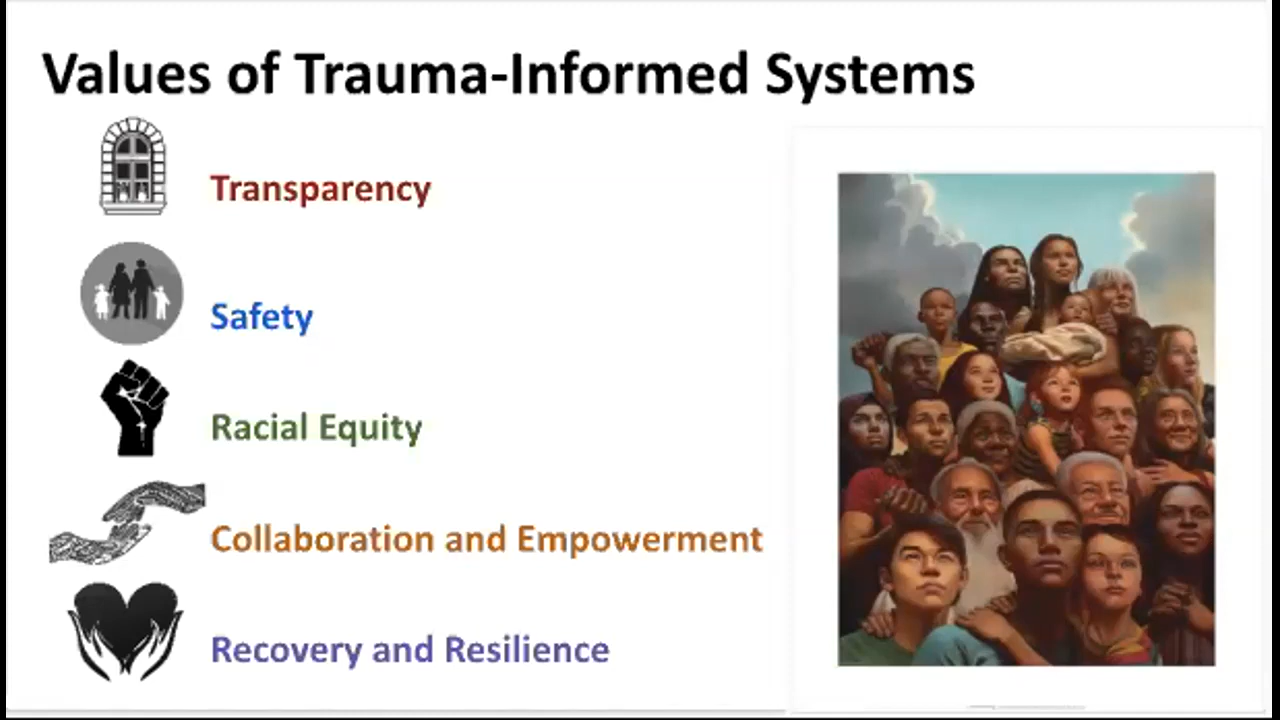 Values of Trauma-Informed Systems
Transparency
Safety
Racial Equity
Collaboration and Empowerment
Recovery and Resilience